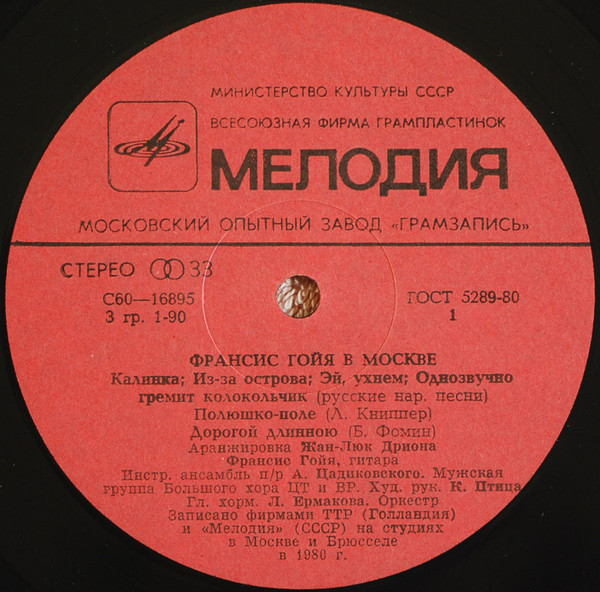 МИНИСТЕРСТВО КУЛЬТУРЫ СССР
ВСЕСОЮЗНАЯ ФИРМА ГРАМПЛАСТИНОК
МЕЛОДИЯ
МОСКОВСКИЙ ОПЫТНЫЙ ЗАВОД «ГРАМЗАПИСЬ»
СТЕРЕО 33
С60—16895
ГОСТ 5289-80
3 гр. 1-90
1
ФРАНСИС ГОЙЯ В МОСКВЕ
Калинка; Из-за острова; Эй, ухнем; Однозвучно
гремит колокольчик (русские нар. песни)
Полюшко-поле (Л. Книппер)
Дорогой длинною (Б. Фомин)
Аранжировка Жан-Люк Дриона
Франсис Гойя, гитара
Инстр. ансамбль п/р А. Цадиковского. Мужская
группа Большого хора ЦТ и ВР. Худ. рук. К. Птица
Гл. хорм. Л. Ермакова. Оркестр
Записано фирмами ТТР (Голландия)
и «Мелодия» (СССР) на студиях
в Москве и Брюсселе
в 1980 г.